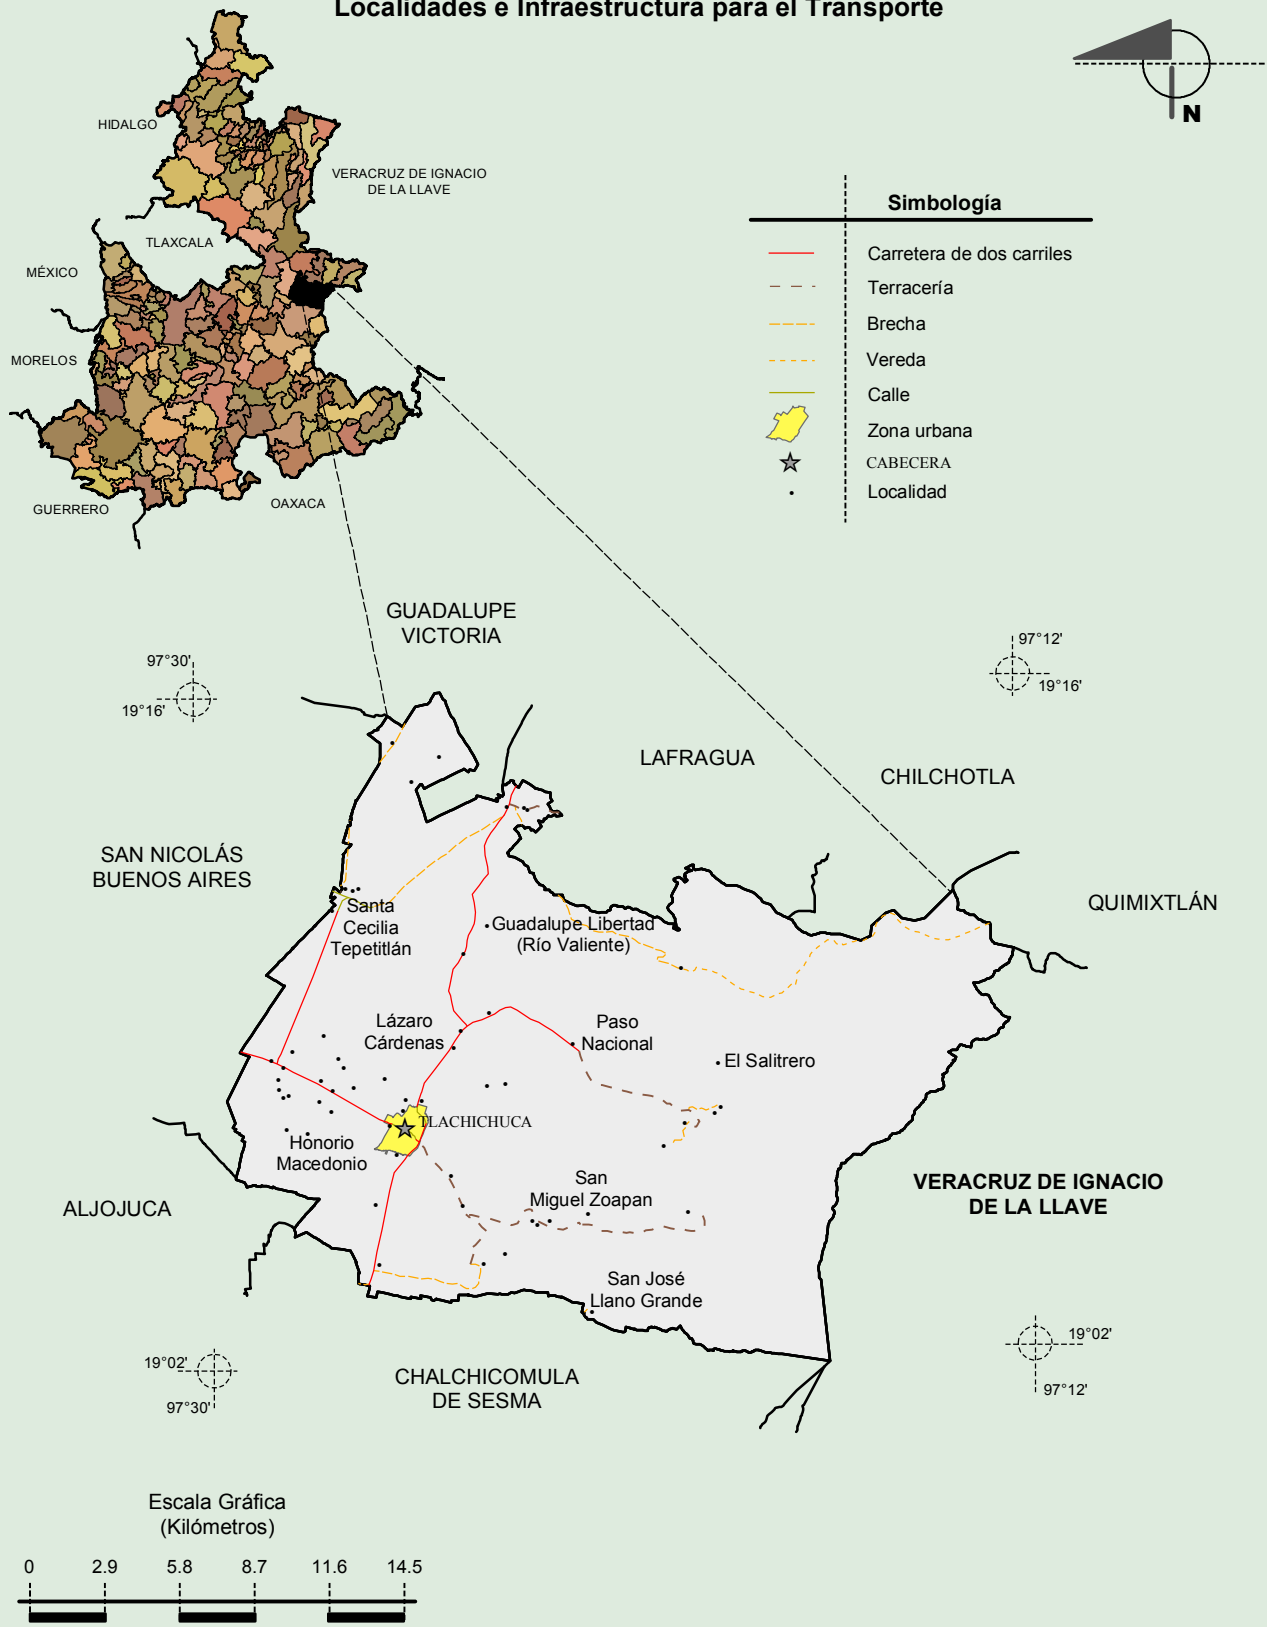 Localidades e Infraestructura para el Transporte
N
HIDALGO
VERACRUZ DE IGNACIO
DE LA LLAVE
TLAXCALA
MÉXICO
MORELOS
GUERRERO
OAXACA
Simbología
Carretera de dos carriles
Terracería
Brecha
Vereda
Calle
Zona urbana
CABECERA
Localidad
GUADALUPE
VICTORIA
97°30'
19°16'
97°12'
19°16'
LAFRAGUA
CHILCHOTLA
SAN NICOLÁS
BUENOS AIRES
QUIMIXTLÁN
Santa
Cecilia
Tepetitlán
Guadalupe Libertad
(Río Valiente)
Lázaro
Cárdenas
Paso
Nacional
El Salitrero
TLACHICHUCA
Honorio
Macedonio
San
Miguel Zoapan
VERACRUZ DE IGNACIO
DE LA LLAVE
ALJOJUCA
San José
Llano Grande
19°02'
97°30'
19°02'
97°12'
CHALCHICOMULA
DE SESMA
Escala Gráfica
(Kilómetros)
0 2.9 5.8 8.7 11.6 14.5